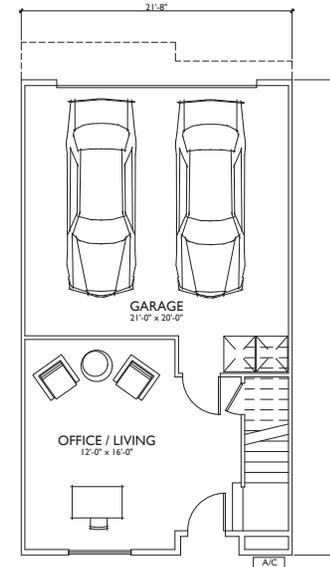 21'-8"
GARAGE
21'-0" x 20'-0"
OFFICE / LIVING
12'-0" x 16'-0"
A/C